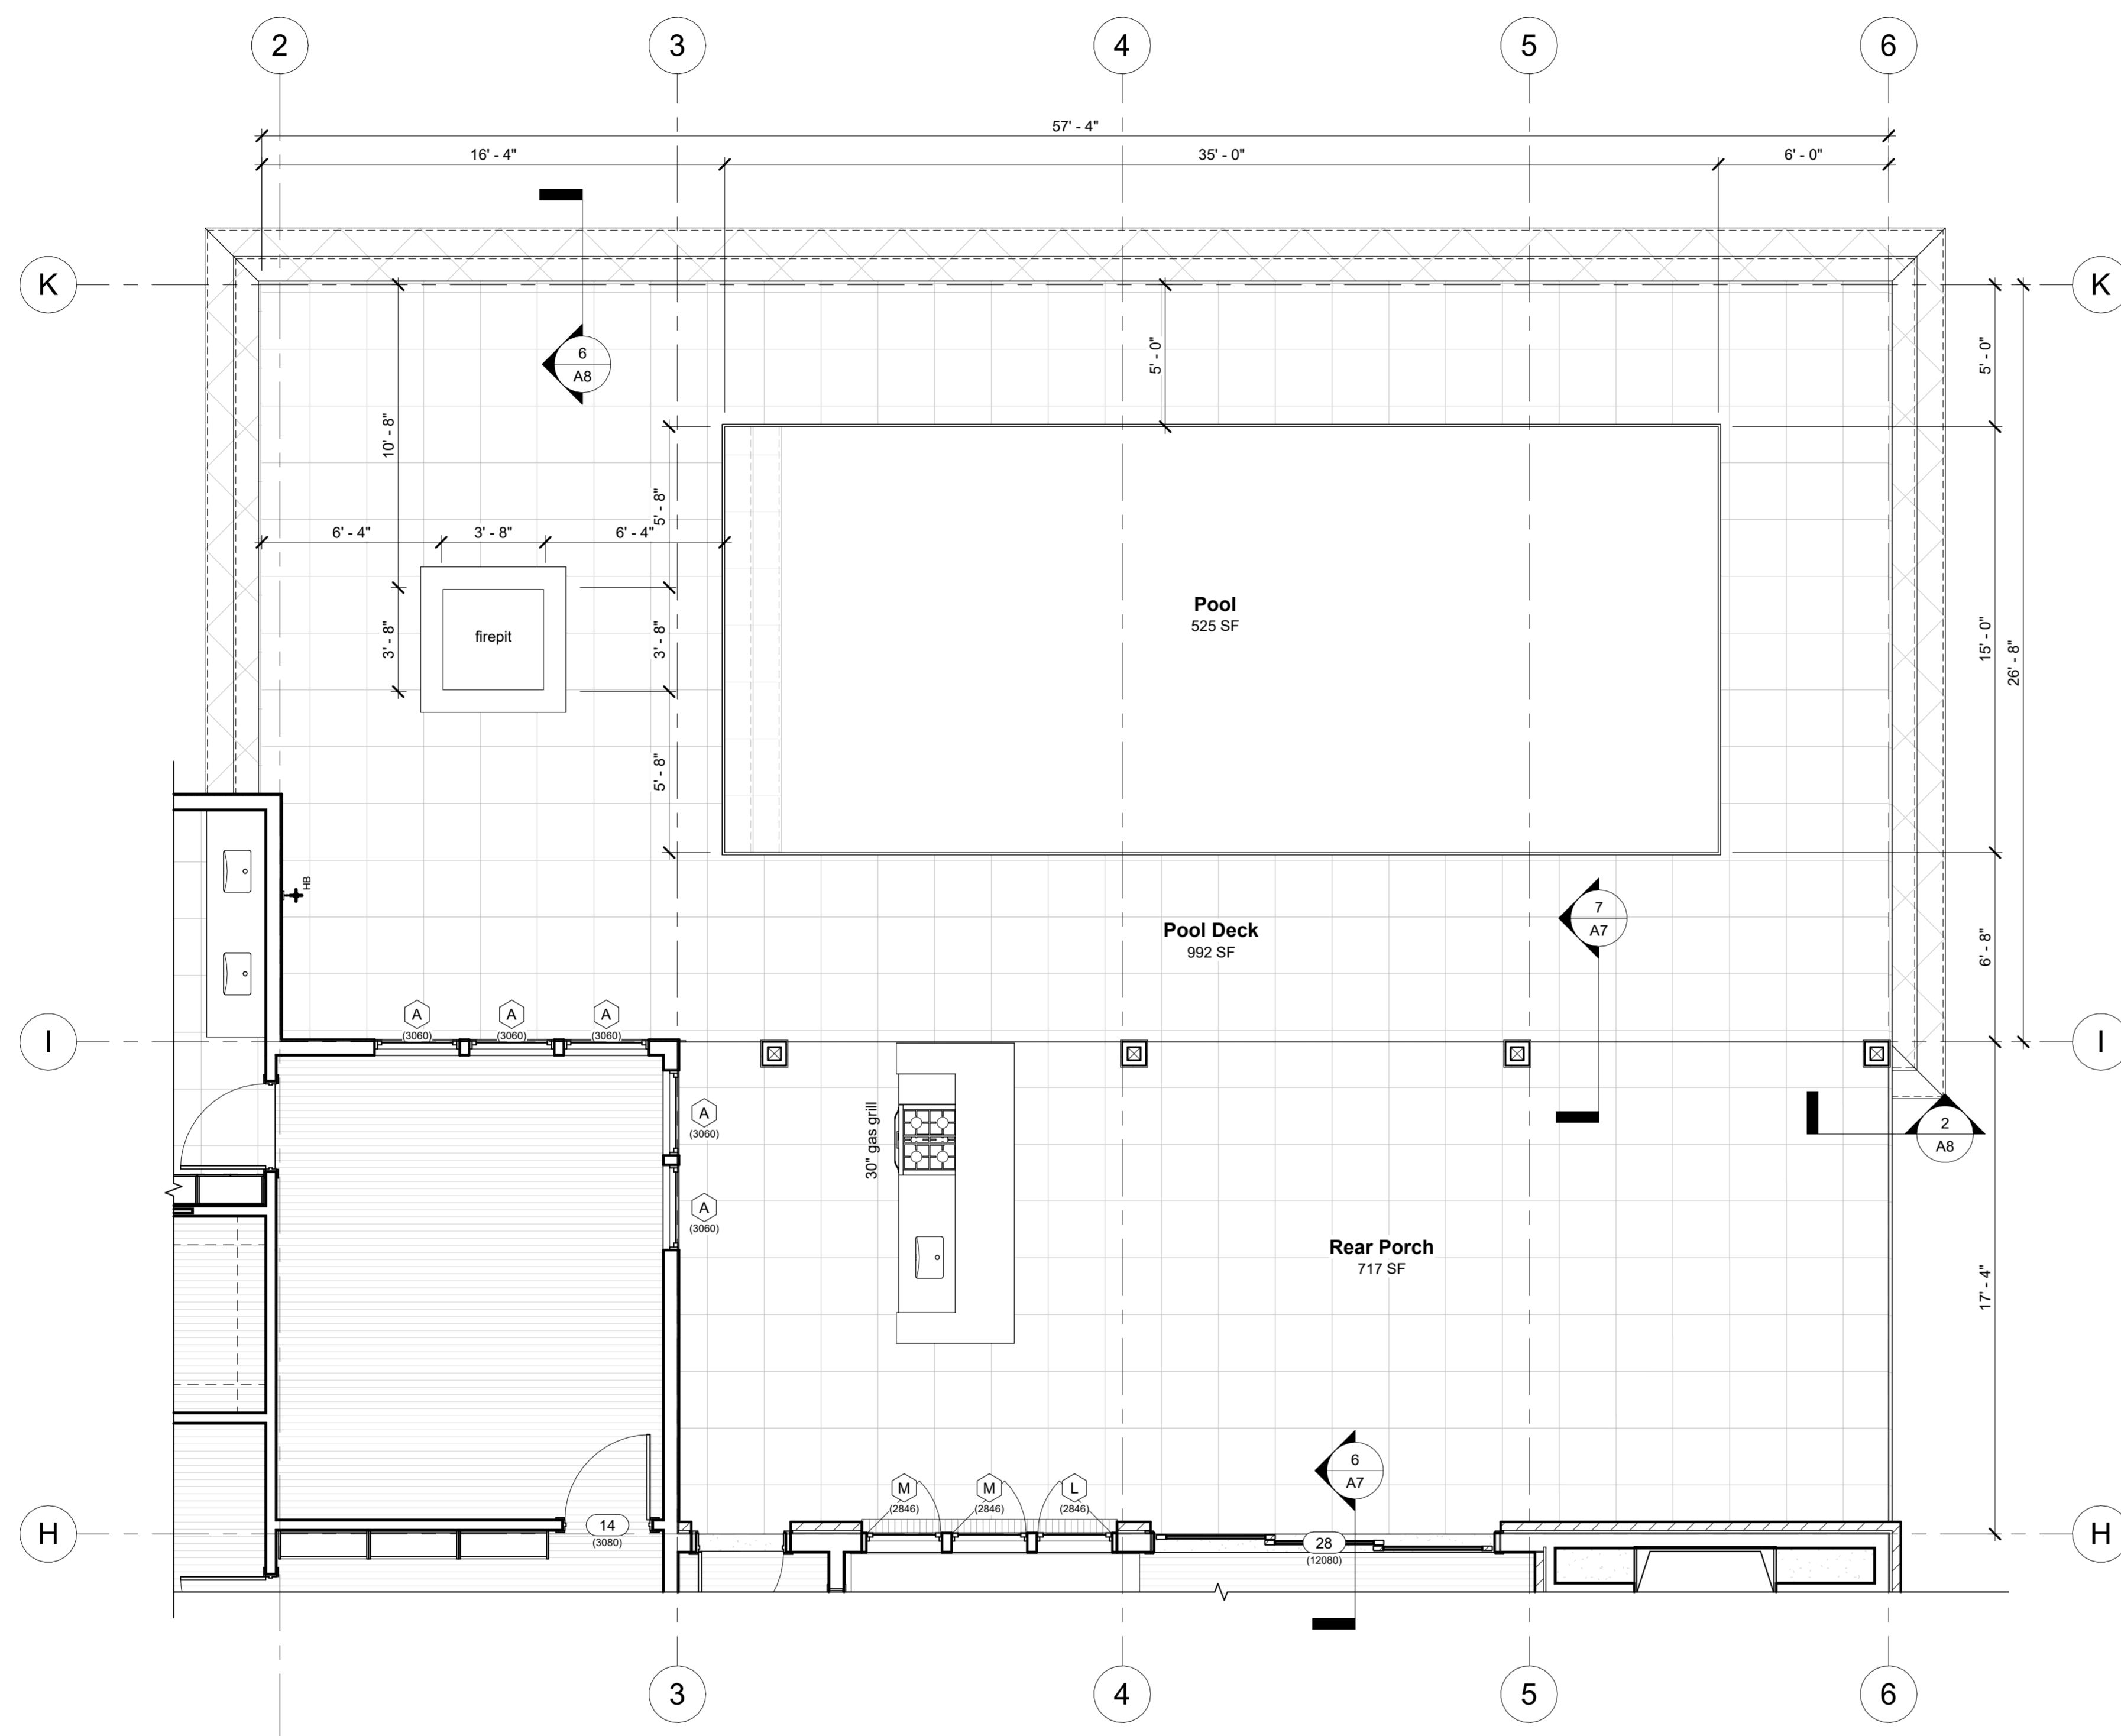 2
3
4
5
6
57' - 4"
16' - 4"
35' - 0"
6' - 0"
K
K
6
A8
10' - 8"
5' - 0"
5' - 0"
5' - 8"
6' - 4"
3' - 8"
6' - 4"
Pool
525 SF
firepit
3' - 8"
3' - 8"
15' - 0"
26' - 8"
5' - 8"
HB
7
A7
Pool Deck
992 SF
6' - 8"
A
(3060)
A
(3060)
A
(3060)
I
I
A
(3060)
30" gas grill
2
A8
A
(3060)
Rear Porch
717 SF
17' - 4"
6
A7
M
(2846)
M
(2846)
L
(2846)
H
14
(3080)
28
(12080)
H
3
4
5
6